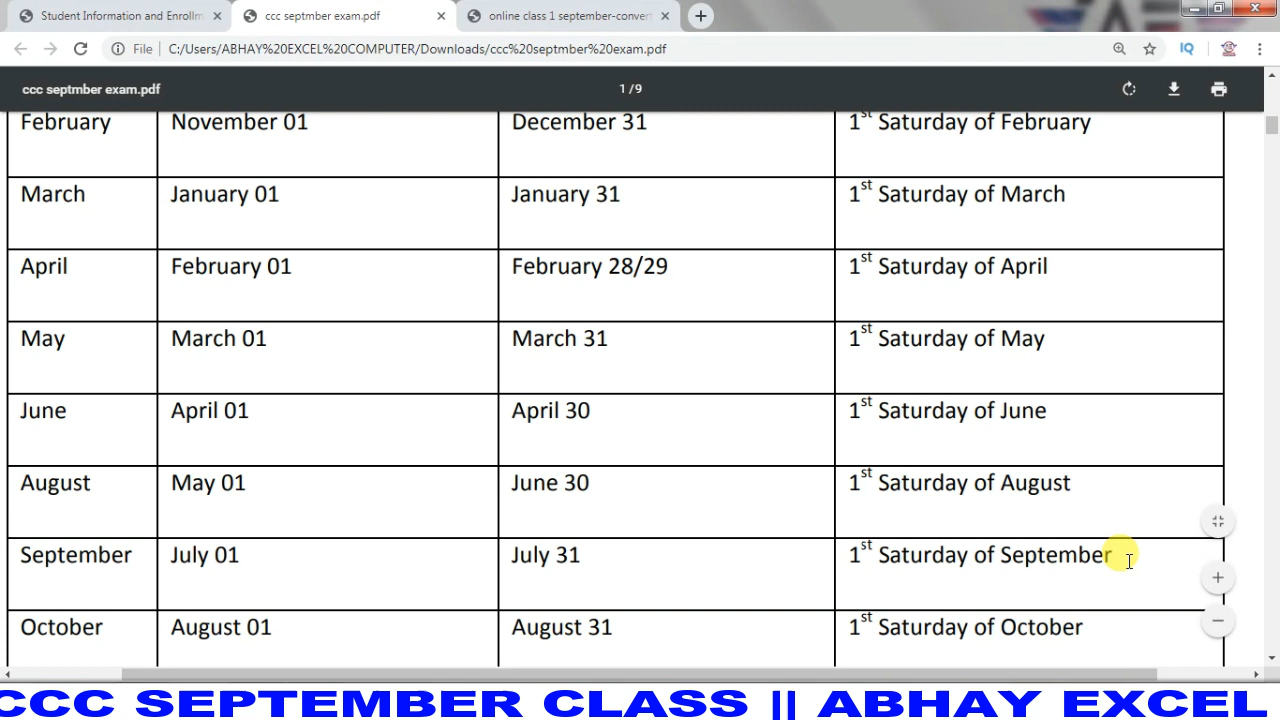 Student Information and Enrollm
ccc septmber exam.pdf
online class 1 september-convert
File C:/Users/ABHAY%20EXCEL%20COMPUTER/Downloads/ccc%20septmber%20exam.pdf
IQ
ccc septmber exam.pdf 1 / 9
February November 01 December 31 1st Saturday of February
March January 01 January 31 1st Saturday of March
April February 01 February 28/29 1st Saturday of April
May March 01 March 31 1st Saturday of May
June April 01 April 30 1st Saturday of June
August May 01 June 30 1st Saturday of August
September July 01 July 31 1st Saturday of September
October August 01 August 31 1st Saturday of October
CCC SEPTEMBER CLASS || ABHAY EXCEL